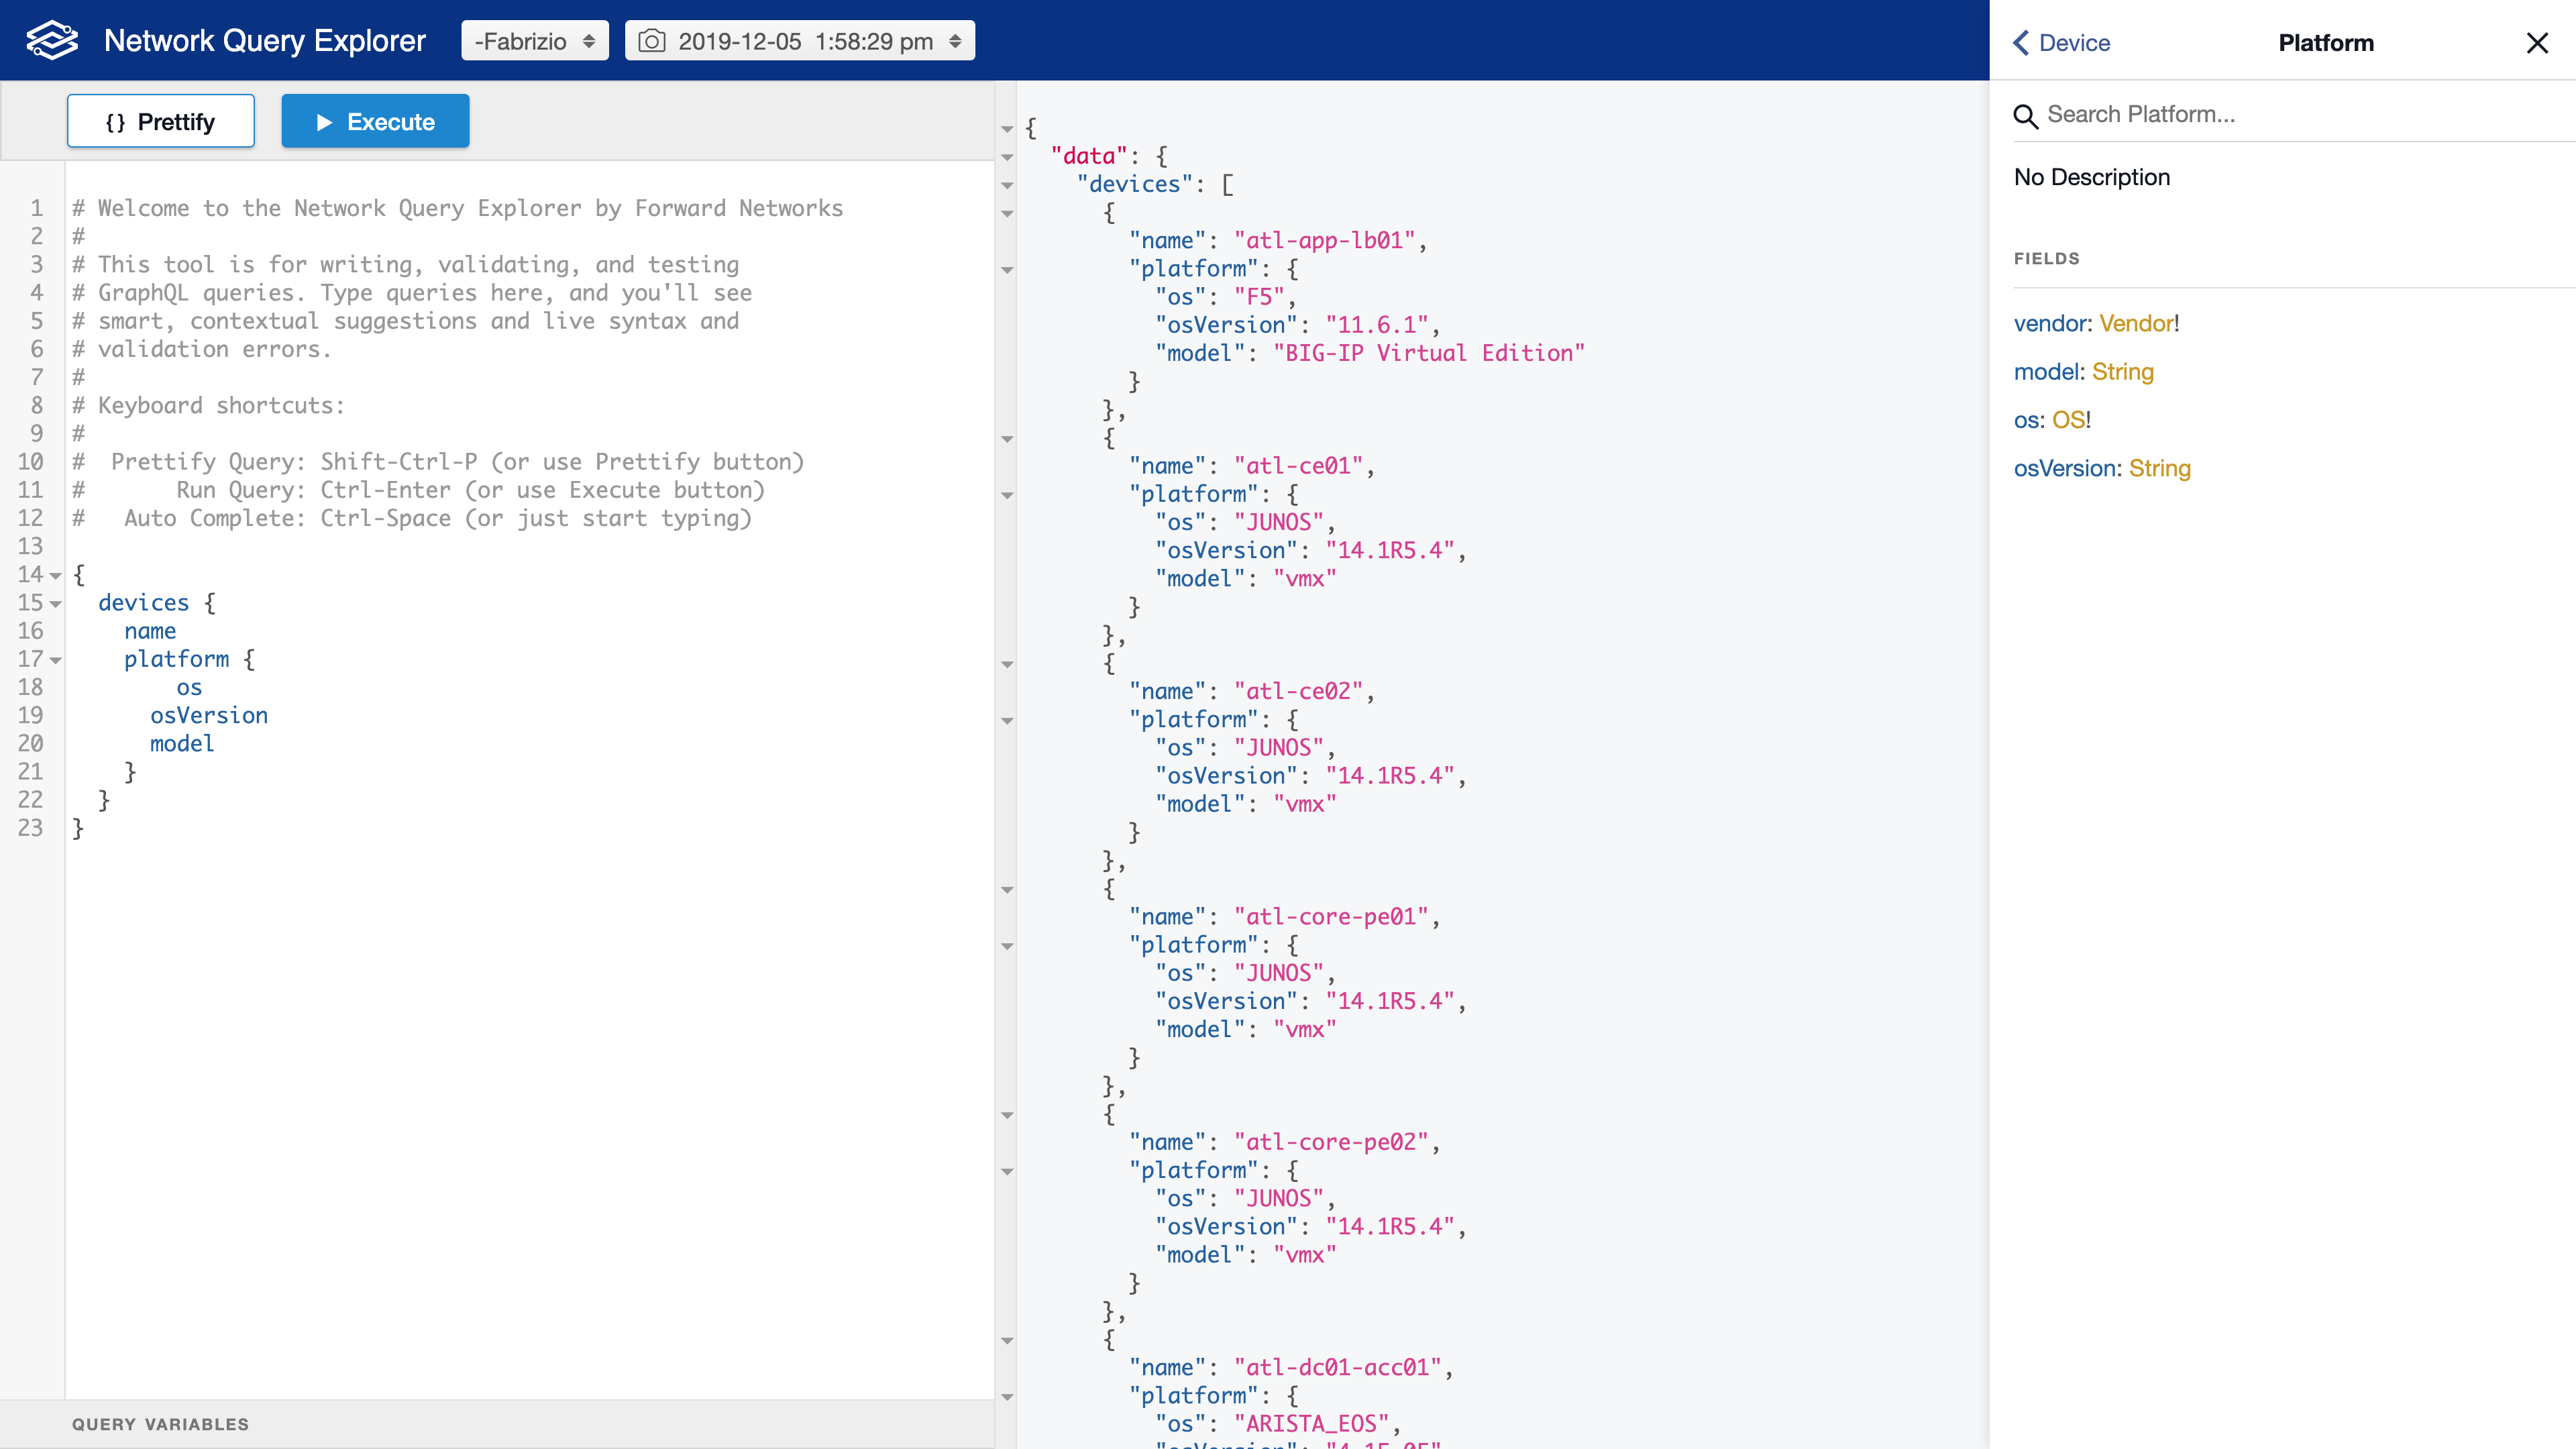 Network Query Explorer
-Fabrizio
2019-12-05 1:58:29 pm
{} Prettify
Execute
1 # Welcome to the Network Query Explorer by Forward Networks
2 #
3 # This tool is for writing, validating, and testing
4 # GraphQL queries. Type queries here, and you'll see
5 # smart, contextual suggestions and live syntax and
6 # validation errors.
7 #
8 # Keyboard shortcuts:
9 #
10 #  Prettify Query: Shift-Ctrl-P (or use Prettify button)
11 #       Run Query: Ctrl-Enter (or use Execute button)
12 #   Auto Complete: Ctrl-Space (or just start typing)
13
14 {
15   devices {
16     name
17     platform {
18         os
19       osVersion
20       model
21     }
22   }
23 }
QUERY VARIABLES
{
  "data": {
    "devices": [
      {
        "name": "atl-app-lb01",
        "platform": {
          "os": "F5",
          "osVersion": "11.6.1",
          "model": "BIG-IP Virtual Edition"
        }
      },
      {
        "name": "atl-ce01",
        "platform": {
          "os": "JUNOS",
          "osVersion": "14.1R5.4",
          "model": "vmx"
        }
      },
      {
        "name": "atl-ce02",
        "platform": {
          "os": "JUNOS",
          "osVersion": "14.1R5.4",
          "model": "vmx"
        }
      },
      {
        "name": "atl-core-pe01",
        "platform": {
          "os": "JUNOS",
          "osVersion": "14.1R5.4",
          "model": "vmx"
        }
      },
      {
        "name": "atl-core-pe02",
        "platform": {
          "os": "JUNOS",
          "osVersion": "14.1R5.4",
          "model": "vmx"
        }
      },
      {
        "name": "atl-dc01-acc01",
        "platform": {
          "os": "ARISTA_EOS",
          "osVersion":
Device
Platform
Search Platform...
No Description
FIELDS
vendor: Vendor!
model: String
os: OS!
osVersion: String